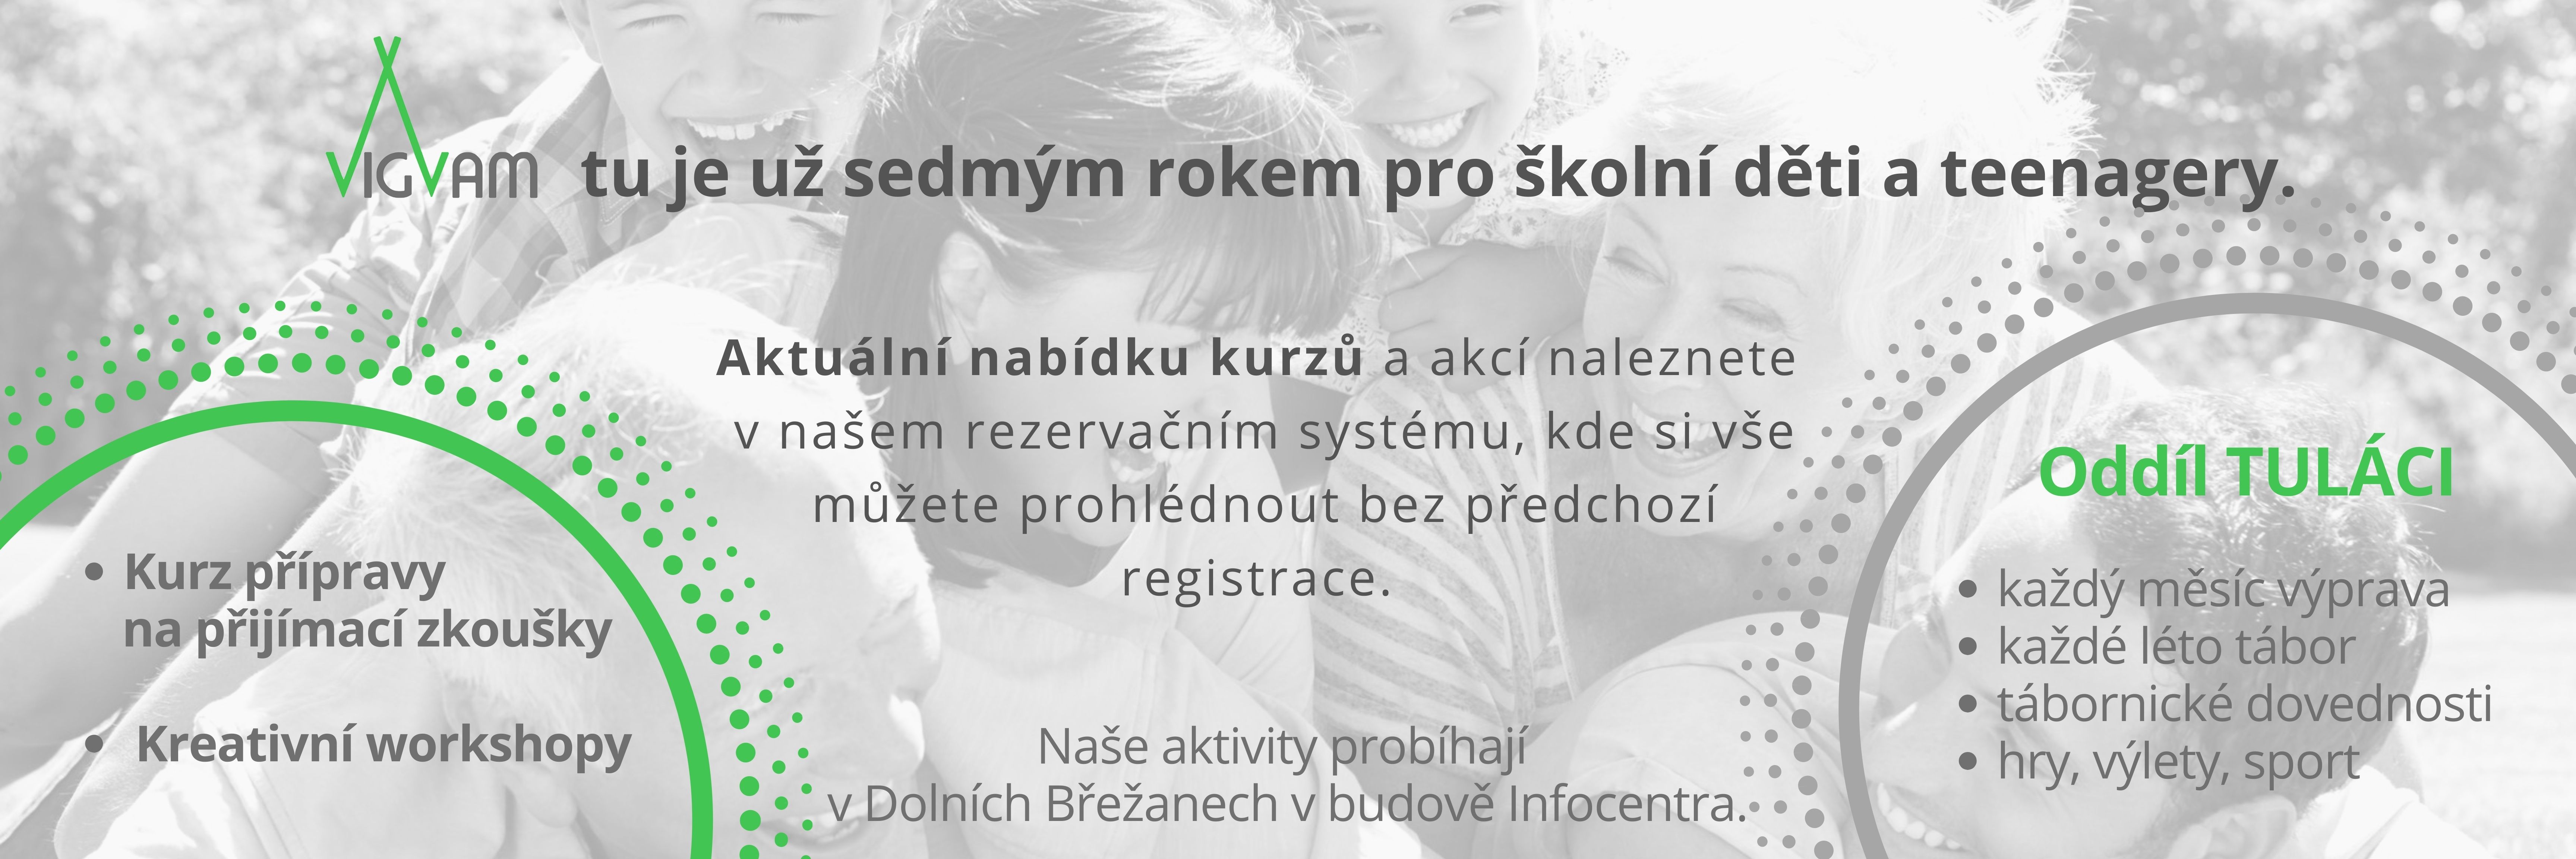 VIGVAM tu je už sedmým rokem pro školní děti a teenagery.
Aktuální nabídku kurzů a akcí naleznete
v našem rezervačním systému, kde si vše
můžete prohlédnout bez předchozí
registrace.
• Kurz přípravy
na přijímací zkoušky
• Kreativní workshopy
Naše aktivity probíhají
v Dolních Břežanech v budově Infocentra.
Oddíl TULÁCI
• každý měsíc výprava
• každé léto tábor
• tábornické dovednosti
• hry, výlety, sport